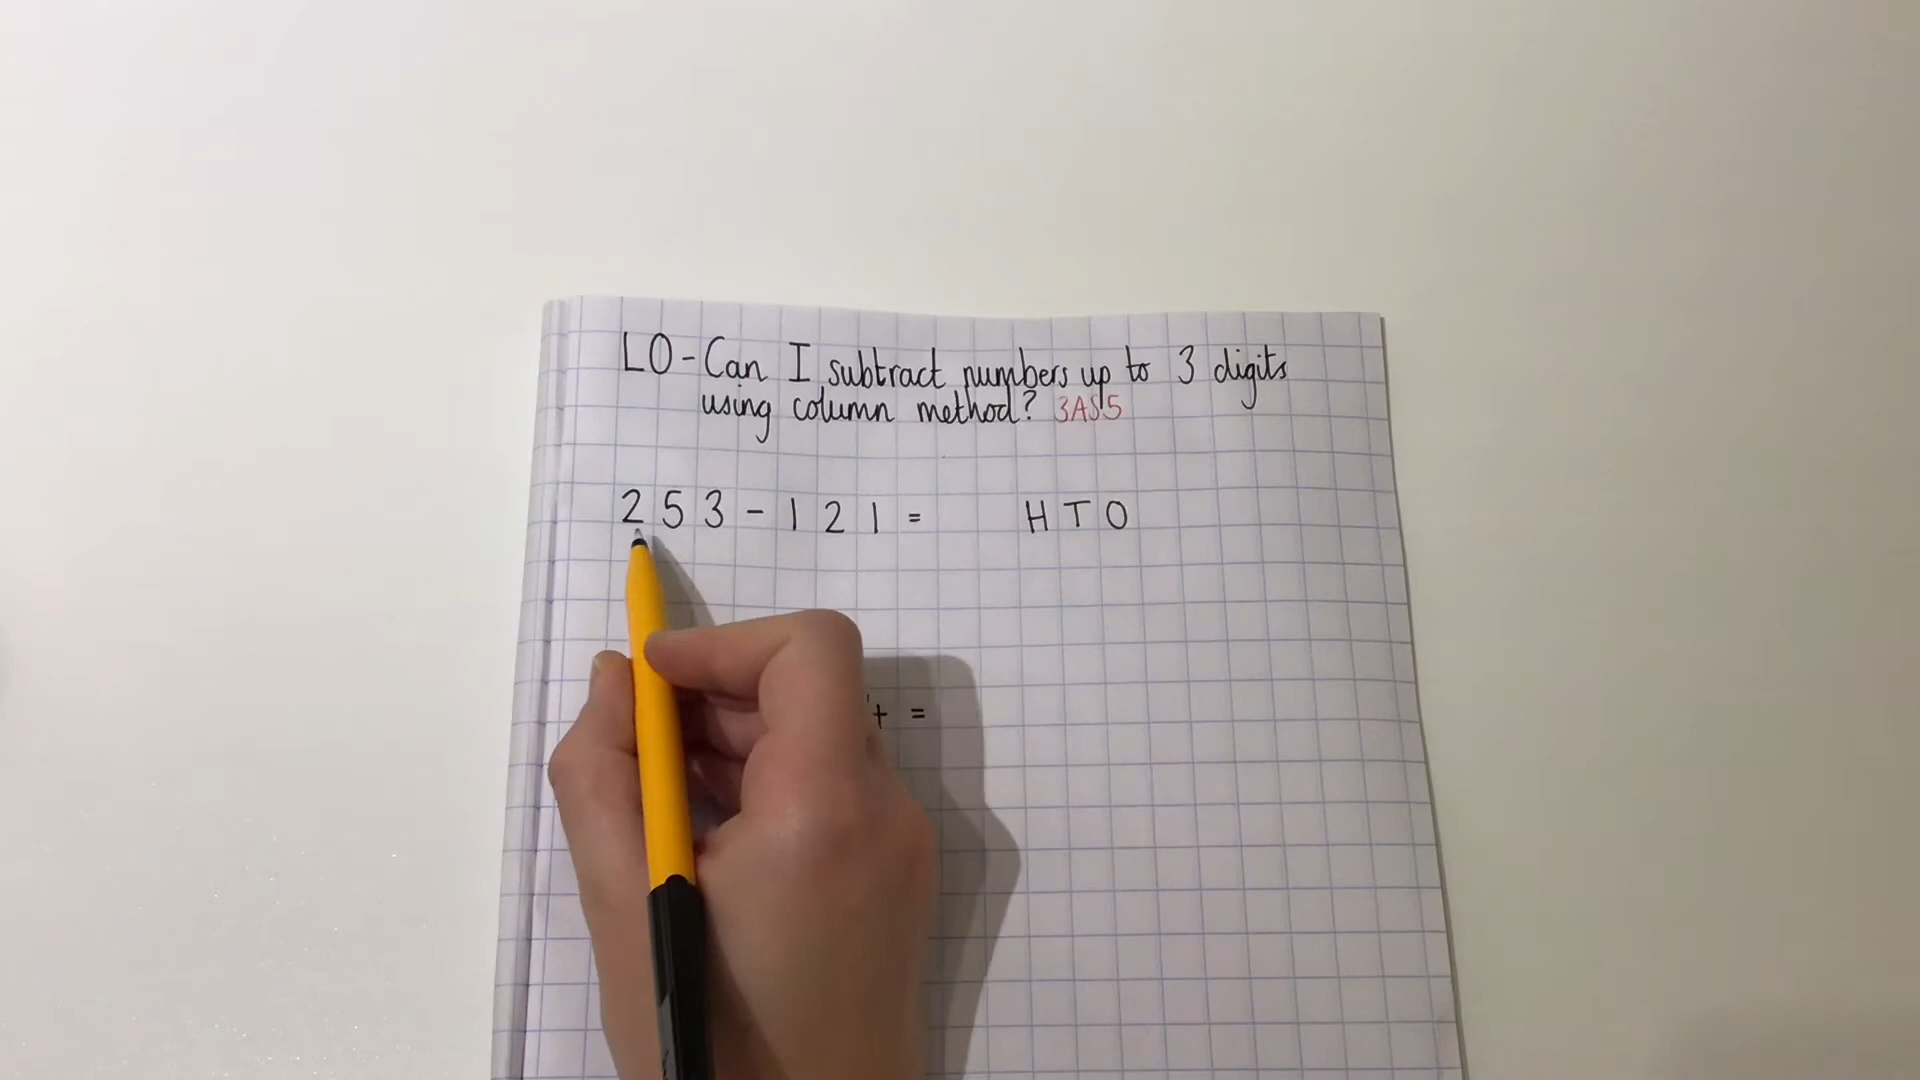 LO - Can I subtract numbers up to 3 digits
using column method? 3AS5
253 - 121 = H T O
=